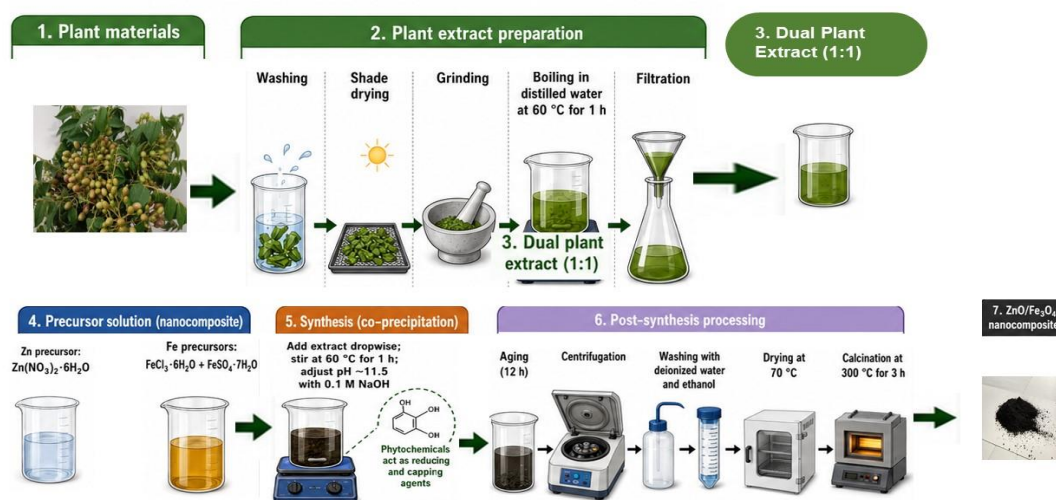 1. Plant materials
2. Plant extract preparation
3. Dual Plant
Extract (1:1)
Washing
Shade
drying
Grinding
Boiling in
distilled water
at 60 °C for 1 h
Filtration
3. Dual plant
extract (1:1)
4. Precursor solution (nanocomposite)
5. Synthesis (co-precipitation)
6. Post-synthesis processing
7. ZnO/Fe₃O₄
nanocomposite
Zn precursor:
Zn(NO₃)₂·6H₂O
Fe precursors:
FeCl₃·6H₂O + FeSO₄·7H₂O
Add extract dropwise;
stir at 60 °C for 1 h;
adjust pH ~11.5
with 0.1 M NaOH
OH
HO
OH
OH
Phytochemicals
act as reducing
and capping
agents
Aging
(12 h)
Centrifugation
Washing with
deionized water
and ethanol
Drying at
70 °C
Calcination at
300 °C for 3 h